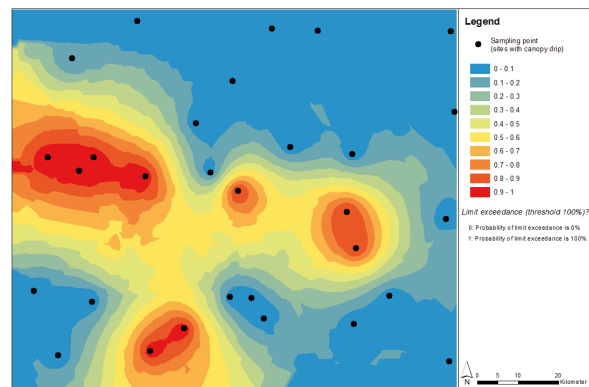 Legend
Sampling point
(sites with canopy drip)
0 - 0.1
0.1 - 0.2
0.2 - 0.3
0.3 - 0.4
0.4 - 0.5
0.5 - 0.6
0.6 - 0.7
0.7 - 0.8
0.8 - 0.9
0.9 - 1
Limit exceedance (threshold 100%)?
0: Probability of limit exceedance is 0%
1: Probability of limit exceedance is 100%
N
0 5 10 20
Kilometer